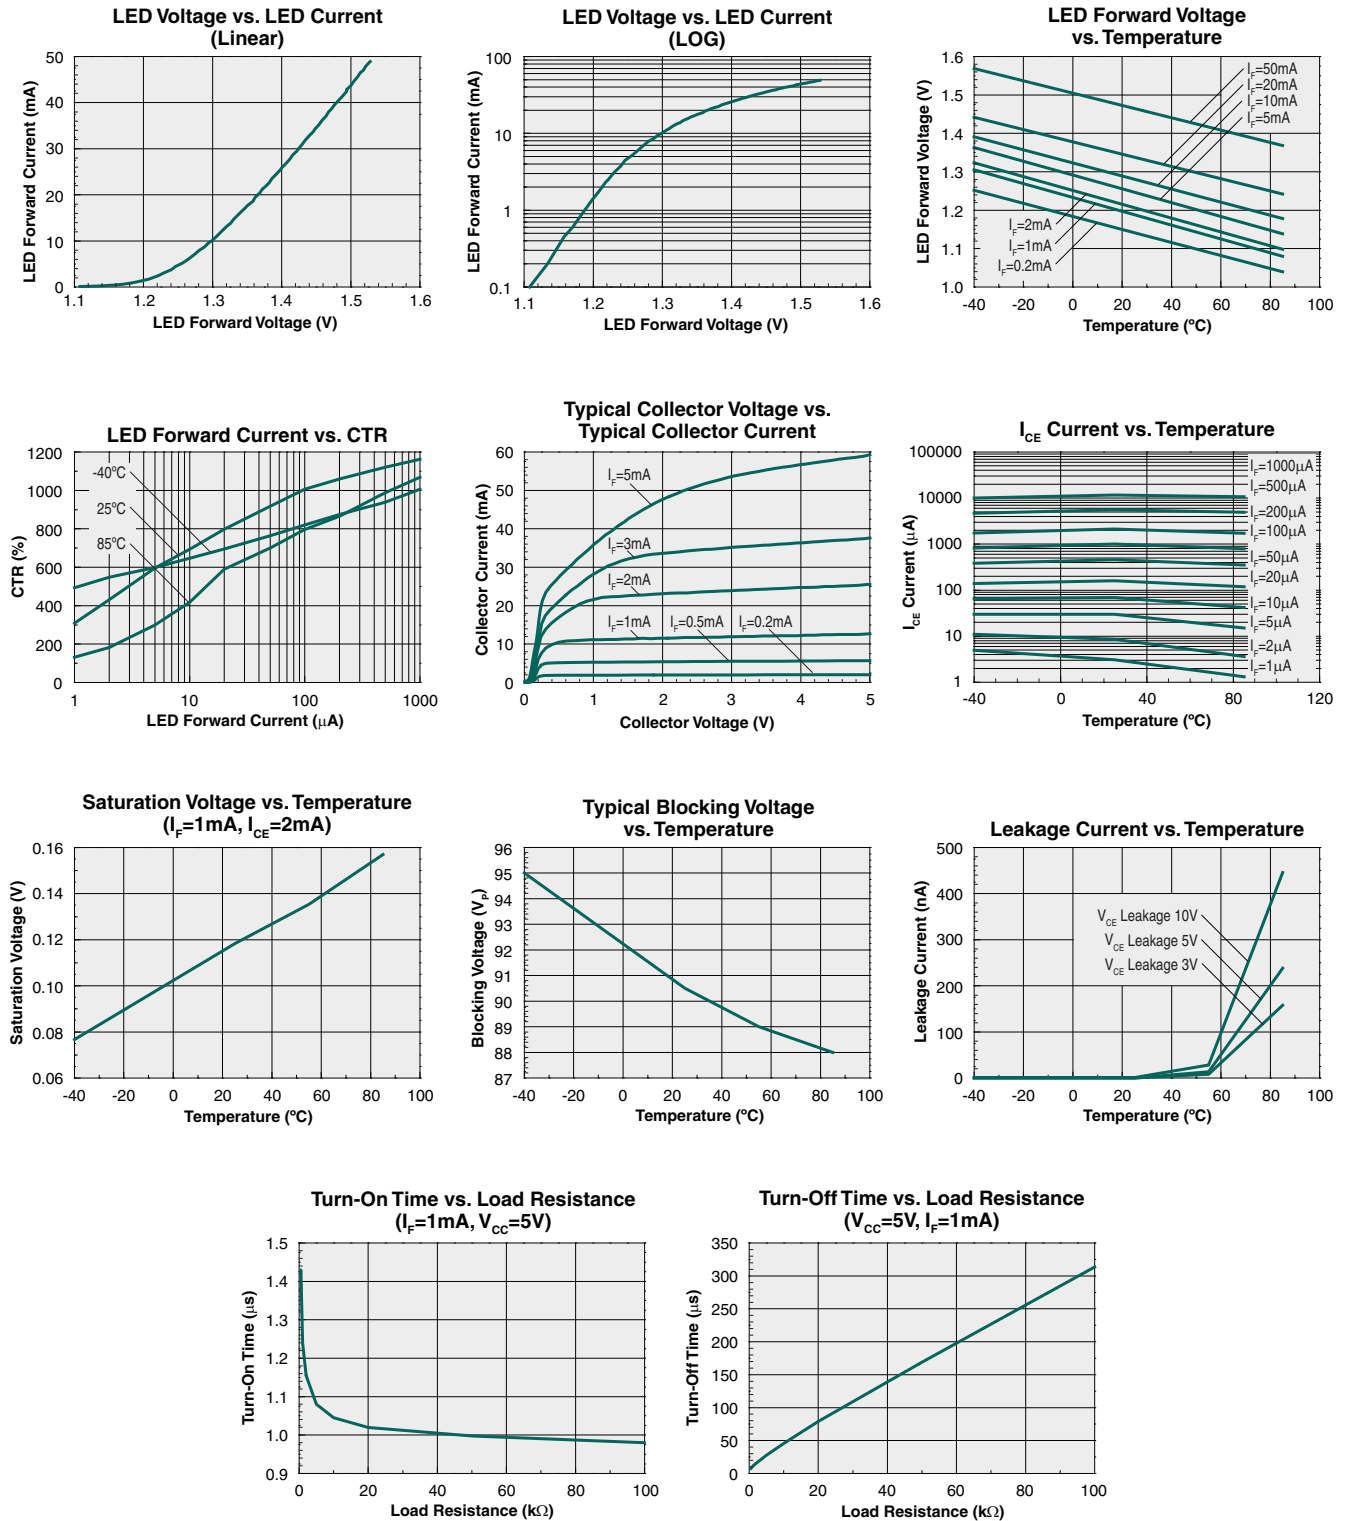 LED Voltage vs. LED Current
(Linear)
50
40
30
20
10
0
LED Forward Current (mA)
1.1 1.2 1.3 1.4 1.5 1.6
LED Forward Voltage (V)
LED Voltage vs. LED Current
(LOG)
100
10
1
0.1
LED Forward Current (mA)
1.1 1.2 1.3 1.4 1.5 1.6
LED Forward Voltage (V)
LED Forward Voltage
vs. Temperature
1.6
1.5
1.4
1.3
1.2
1.1
1.0
LED Forward Voltage (V)
IF=50mA
IF=20mA
IF=10mA
IF=5mA
IF=2mA
IF=1mA
IF=0.2mA
-40 -20 0 20 40 60 80 100
Temperature (ºC)
LED Forward Current vs. CTR
1200
1000
800
600
400
200
0
CTR (%)
-40ºC
25ºC
85ºC
1 10 100 1000
LED Forward Current (μA)
Typical Collector Voltage vs.
Typical Collector Current
60
50
40
30
20
10
0
Collector Current (mA)
IF=5mA
IF=3mA
IF=2mA
IF=1mA IF=0.5mA IF=0.2mA
0 1 2 3 4 5
Collector Voltage (V)
ICE Current vs. Temperature
100000
10000
1000
100
10
1
ICE Current (μA)
IF=1000μA
IF=500μA
IF=200μA
IF=100μA
IF=50μA
IF=20μA
IF=10μA
IF=5μA
IF=2μA
IF=1μA
-40 0 40 80 120
Temperature (ºC)
Saturation Voltage vs. Temperature
(IF=1mA, ICE=2mA)
0.16
0.14
0.12
0.10
0.08
0.06
Saturation Voltage (V)
-40 -20 0 20 40 60 80 100
Temperature (ºC)
Typical Blocking Voltage
vs. Temperature
96
95
94
93
92
91
90
89
88
87
Blocking Voltage (VP)
-40 -20 0 20 40 60 80 100
Temperature (ºC)
Leakage Current vs. Temperature
500
400
300
200
100
0
Leakage Current (nA)
VCE Leakage 10V
VCE Leakage 5V
VCE Leakage 3V
-40 -20 0 20 40 60 80 100
Temperature (ºC)
Turn-On Time vs. Load Resistance
(IF=1mA, VCC=5V)
1.5
1.4
1.3
1.2
1.1
1.0
0.9
Turn-On Time (μs)
0 20 40 60 80 100
Load Resistance (kΩ)
Turn-Off Time vs. Load Resistance
(VCC=5V, IF=1mA)
350
300
250
200
150
100
50
0
Turn-Off Time (μs)
0 20 40 60 80 100
Load Resistance (kΩ)